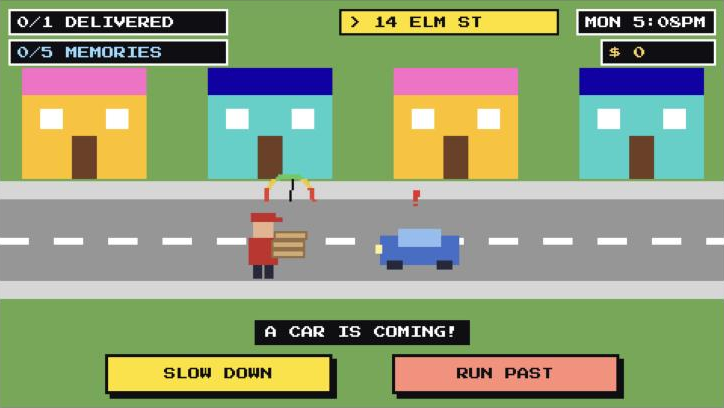 0/1 DELIVERED
> 14 ELM ST
MON 5:08PM
0/5 MEMORIES
$ 0
!
A CAR IS COMING!
SLOW DOWN
RUN PAST